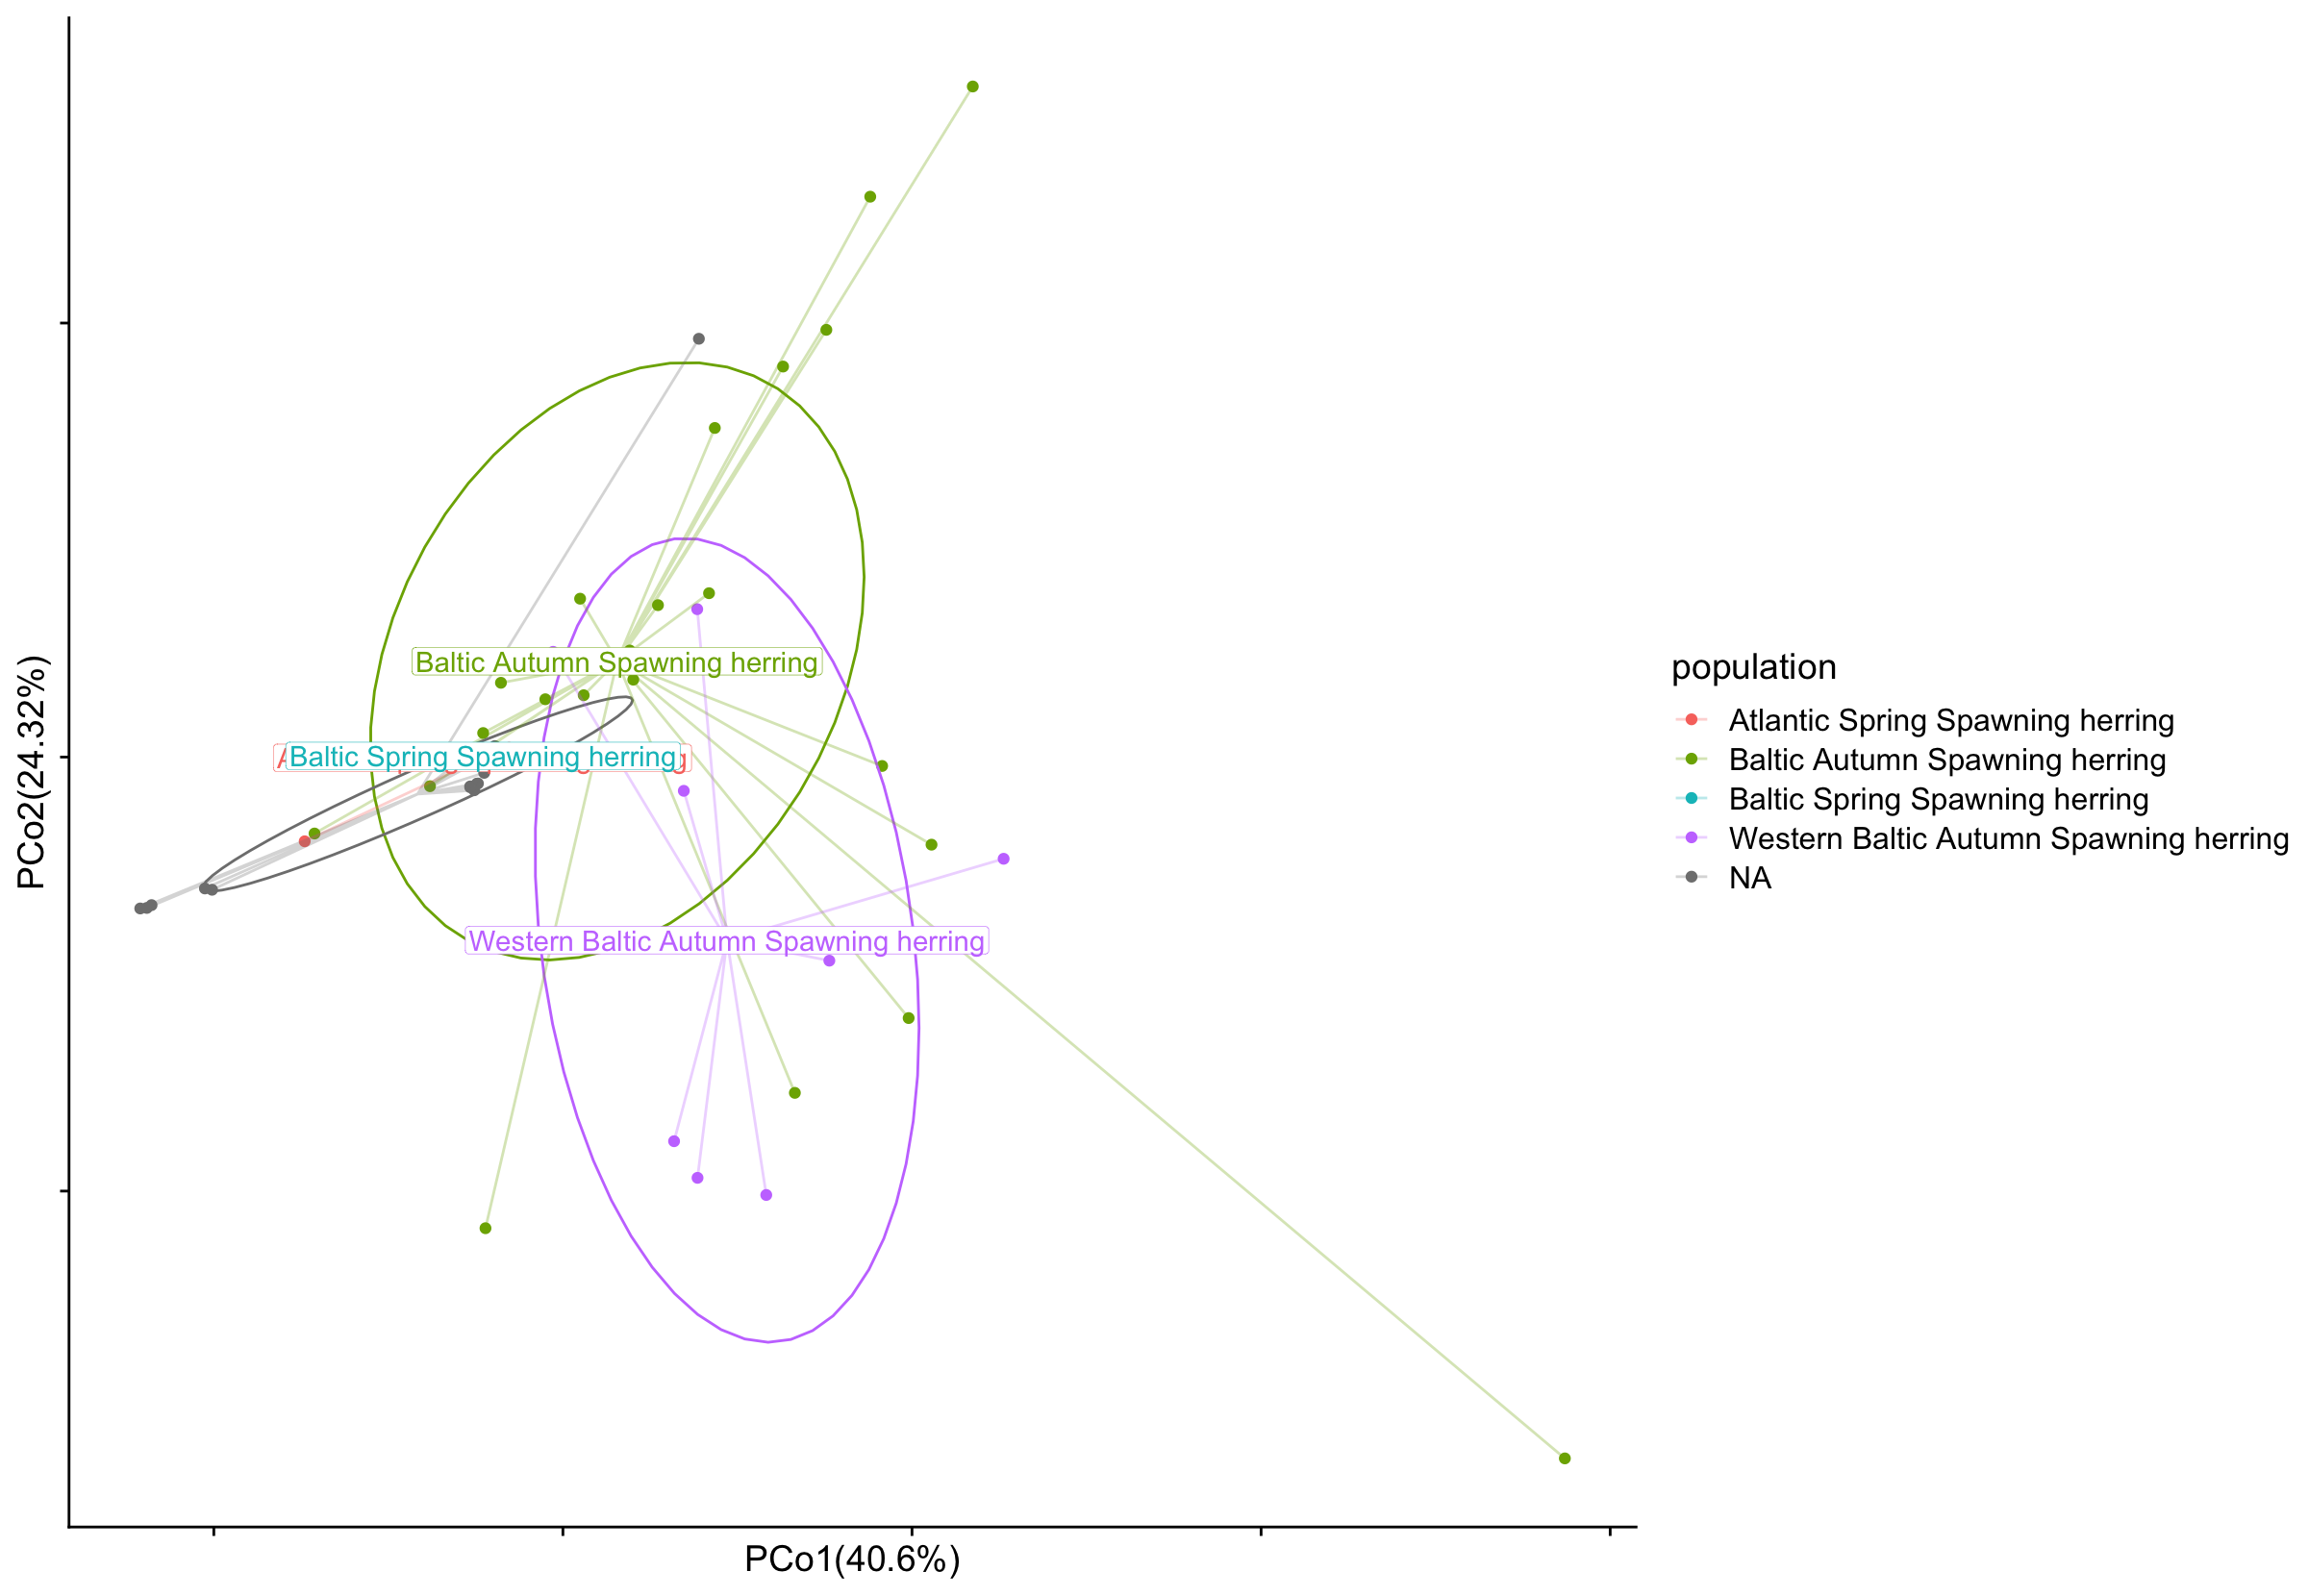 PCo2(24.32%)
Baltic Autumn Spawning herring
Baltic Spring Spawning herring
Western Baltic Autumn Spawning herring
PCo1(40.6%)
population
Atlantic Spring Spawning herring
Baltic Autumn Spawning herring
Baltic Spring Spawning herring
Western Baltic Autumn Spawning herring
NA